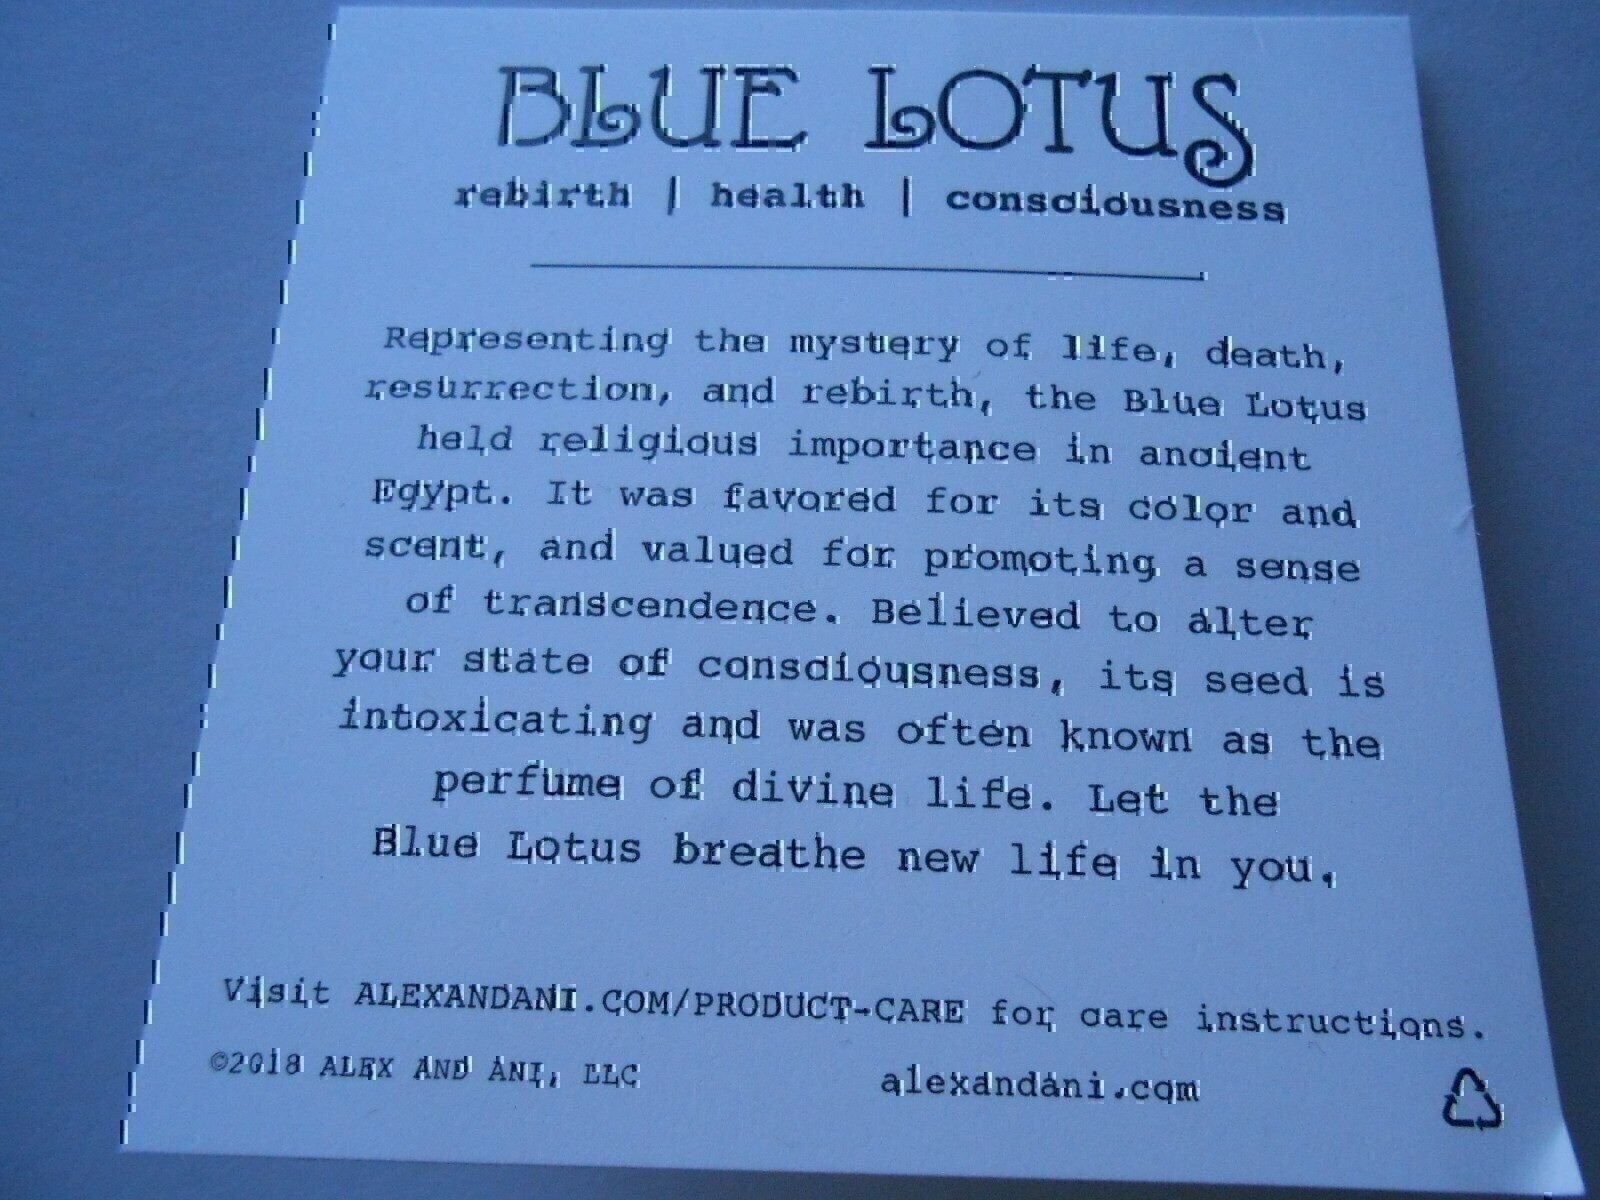 BLUE LOTUS
rebirth | health | consciousness
Representing the mystery of life, death,
resurrection, and rebirth, the Blue Lotus
held religious importance in ancient
Egypt. It was favored for its color and
scent, and valued for promoting a sense
of transcendence. Believed to alter
your state of consciousness, its seed is
intoxicating and was often known as the
perfume of divine life. Let the
Blue Lotus breathe new life in you.
Visit ALEXANDANI.COM/PRODUCT-CARE for care instructions.
©2018 ALEX AND ANI, LLC alexandani.com